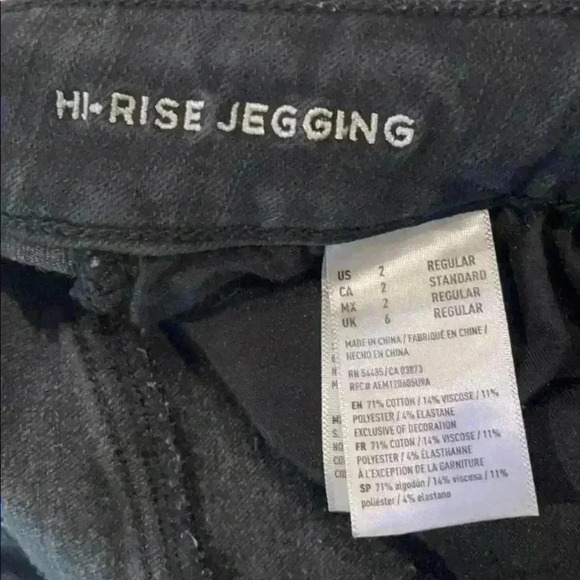 HI-RISE JEGGING
US 2 REGULAR
CA 2 STANDARD
MX 2 REGULAR
UK 6 REGULAR
MADE IN CHINA / FABRIQUÉ EN CHINE /
HECHO EN CHINA
RN 54485/CA 03873
RFC# AEM120605U9A
EN 71% COTTON / 14% VISCOSE / 11%
POLYESTER / 4% ELASTANE
EXCLUSIVE OF DECORATION
FR 71% COTON / 14% VISCOSE / 11%
POLYESTER / 4% ÉLASTHANNE
À L'EXCEPTION DE LA GARNITURE
SP 71% algodón / 14% viscosa / 11%
poliéster / 4% elastano